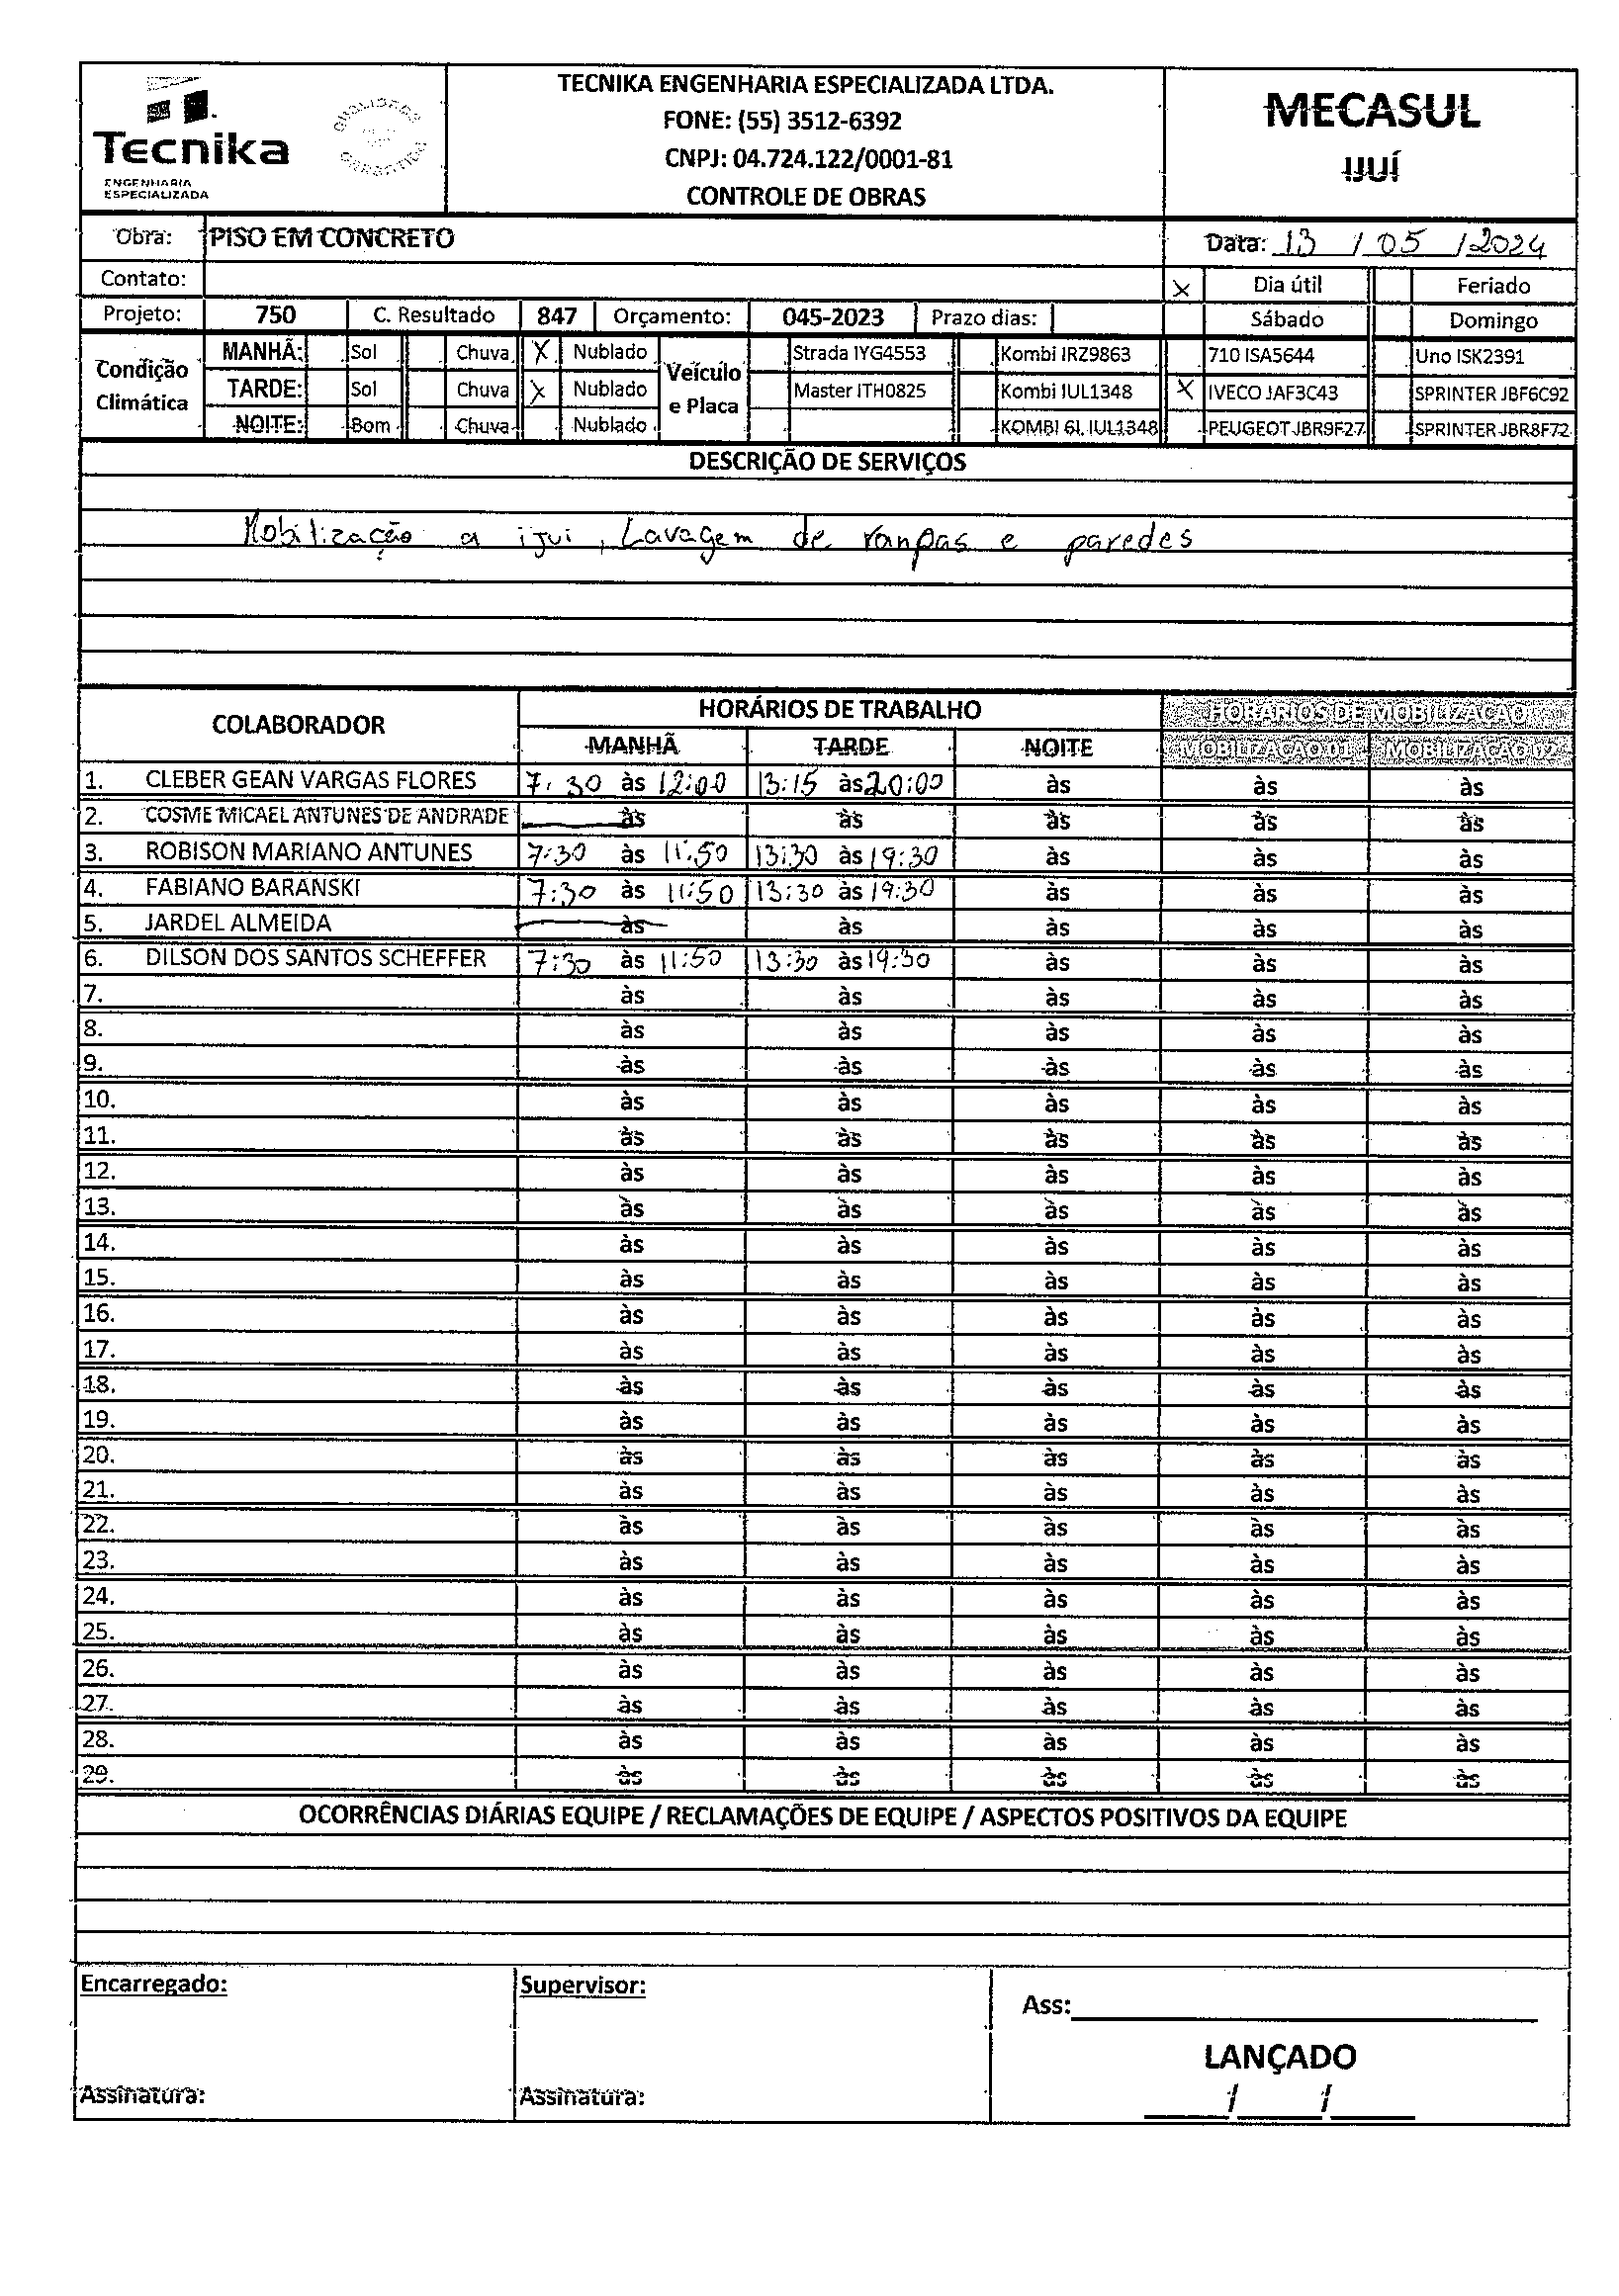 Tecnika
ENGENHARIA
ESPECIALIZADA
TECNIKA ENGENHARIA ESPECIALIZADA LTDA.
FONE: (55) 3512-6392
CNPJ: 04.724.122/0001-81
CONTROLE DE OBRAS
MECASUL
IJUÍ
Obra: PISO EM CONCRETO
Data: 13 / 05 / 2024
Contato:
X Dia útil Feriado
Projeto: 750 C. Resultado 847 Orçamento: 045-2023 Prazo dias: Sábado Domingo
Condição Climática
MANHÃ: Sol Chuva X Nublado
TARDE: Sol Chuva X Nublado
NOITE: Bom Chuva Nublado
Veículo e Placa
Strada IYG4553 Kombi IRZ9863 710 ISA5644 Uno ISK2391
Master ITH0825 Kombi IUL1348 X IVECO JAF3C43 SPRINTER JBF6C92
KOMBI 6L IUL1348 PEUGEOT JBR9F27 SPRINTER JBR8F72
DESCRIÇÃO DE SERVIÇOS
Mobilização a ijui, Lavagem de ranpas e paredes
COLABORADOR HORÁRIOS DE TRABALHO HORÁRIOS DE MOBILIZAÇÃO
MANHÃ TARDE NOITE MOBILIZAÇÃO 01 MOBILIZAÇÃO 02
1. CLEBER GEAN VARGAS FLORES 7:30 às 12:00 13:15 às 20:00 às às às
2. COSME MICAEL ANTUNES DE ANDRADE às às às às às
3. ROBISON MARIANO ANTUNES 7:30 às 11:50 13:30 às 19:30 às às às
4. FABIANO BARANSKI 7:30 às 11:50 13:30 às 19:30 às às às
5. JARDEL ALMEIDA às às às às às
6. DILSON DOS SANTOS SCHEFFER 7:30 às 11:50 13:30 às 19:30 às às às
7. às às às às às
8. às às às às às
9. às às às às às
10. às às às às às
11. às às às às às
12. às às às às às
13. às às às às às
14. às às às às às
15. às às às às às
16. às às às às às
17. às às às às às
18. às às às às às
19. às às às às às
20. às às às às às
21. às às às às às
22. às às às às às
23. às às às às às
24. às às às às às
25. às às às às às
26. às às às às às
27. às às às às às
28. às às às às às
29. às às às às às
OCORRÊNCIAS DIÁRIAS EQUIPE / RECLAMAÇÕES DE EQUIPE / ASPECTOS POSITIVOS DA EQUIPE
Encarregado: Supervisor:
Ass:
LANÇADO
Assinatura: Assinatura:
/ /